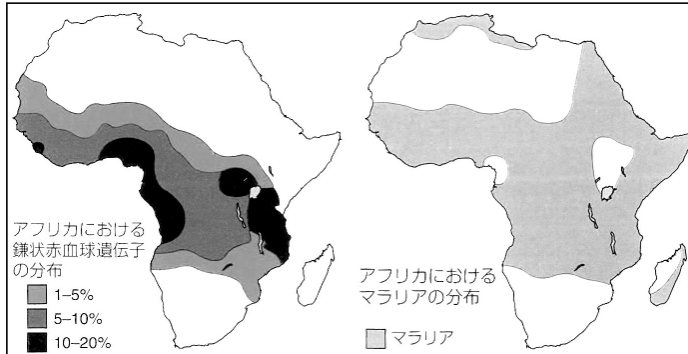 アフリカにおける
鎌状赤血球遺伝子
の分布
1–5%
5–10%
10–20%
アフリカにおける
マラリアの分布
マラリア